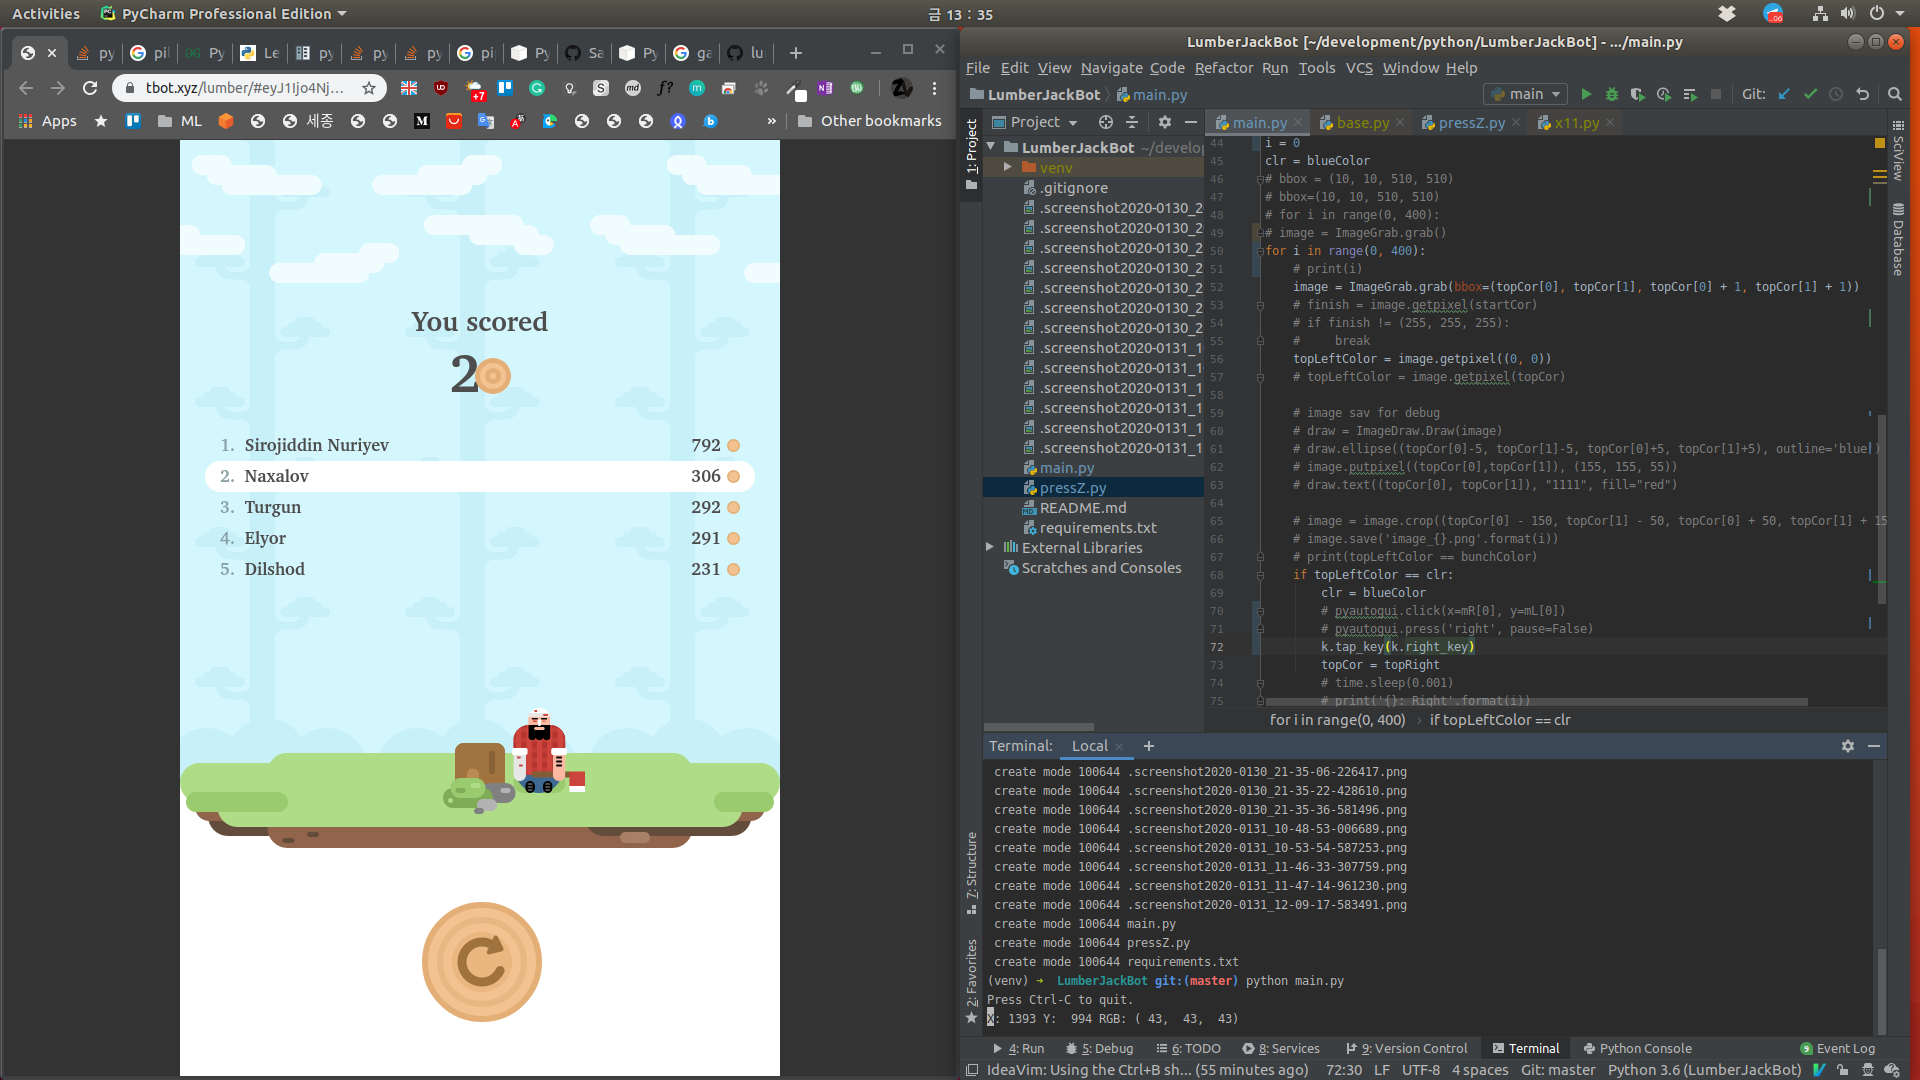 Activities PyCharm Professional Edition 금 13 : 35
LumberJackBot [~/development/python/LumberJackBot] - .../main.py
File Edit View Navigate Code Refactor Run Tools VCS Window Help
tbot.xyz/lumber/#eyJ1Ijo4Nj...
LumberJackBot main.py main Git:
Apps ML 세종 Other bookmarks
Project main.py base.py pressZ.py x11.py
1: Project
SciView
Database
7: Structure
2: Favorites
You scored
2
1. Sirojiddin Nuriyev 792
2. Naxalov 306
3. Turgun 292
4. Elyor 291
5. Dilshod 231
LumberJackBot ~/develo
venv
.gitignore
.screenshot2020-0130_2
.screenshot2020-0130_2
.screenshot2020-0130_2
.screenshot2020-0130_2
.screenshot2020-0130_2
.screenshot2020-0130_2
.screenshot2020-0130_2
.screenshot2020-0131_1
.screenshot2020-0131_1
.screenshot2020-0131_1
.screenshot2020-0131_1
.screenshot2020-0131_1
.screenshot2020-0131_1
main.py
pressZ.py
README.md
requirements.txt
External Libraries
Scratches and Consoles
44 i = 0
45 clr = blueColor
46 # bbox = (10, 10, 510, 510)
47 # bbox=(10, 10, 510, 510)
48 # for i in range(0, 400):
49 # image = ImageGrab.grab()
50 for i in range(0, 400):
51 # print(i)
52 image = ImageGrab.grab(bbox=(topCor[0], topCor[1], topCor[0] + 1, topCor[1] + 1))
53 # finish = image.getpixel(startCor)
54 # if finish != (255, 255, 255):
55 # break
56 topLeftColor = image.getpixel((0, 0))
57 # topLeftColor = image.getpixel(topCor)
58
59 # image sav for debug
60 # draw = ImageDraw.Draw(image)
61 # draw.ellipse((topCor[0]-5, topCor[1]-5, topCor[0]+5, topCor[1]+5), outline='blue')
62 # image.putpixel((topCor[0],topCor[1]), (155, 155, 55))
63 # draw.text((topCor[0], topCor[1]), "1111", fill="red")
64
65 # image = image.crop((topCor[0] - 150, topCor[1] - 50, topCor[0] + 50, topCor[1] + 15
66 # image.save('image_{}.png'.format(i))
67 # print(topLeftColor == bunchColor)
68 if topLeftColor == clr:
69 clr = blueColor
70 # pyautogui.click(x=mR[0], y=mL[0])
71 # pyautogui.press('right', pause=False)
72 k.tap_key(k.right_key)
73 topCor = topRight
74 # time.sleep(0.001)
75 # print('{}: Right'.format(i))
for i in range(0, 400) › if topLeftColor == clr
Terminal: Local
create mode 100644 .screenshot2020-0130_21-35-06-226417.png
create mode 100644 .screenshot2020-0130_21-35-22-428610.png
create mode 100644 .screenshot2020-0130_21-35-36-581496.png
create mode 100644 .screenshot2020-0131_10-48-53-006689.png
create mode 100644 .screenshot2020-0131_10-53-54-587253.png
create mode 100644 .screenshot2020-0131_11-46-33-307759.png
create mode 100644 .screenshot2020-0131_11-47-14-961230.png
create mode 100644 .screenshot2020-0131_12-09-17-583491.png
create mode 100644 main.py
create mode 100644 pressZ.py
create mode 100644 requirements.txt
(venv) ➜ LumberJackBot git:(master) python main.py
Press Ctrl-C to quit.
X: 1393 Y: 994 RGB: ( 43, 43, 43)
4: Run 5: Debug 6: TODO 8: Services 9: Version Control Terminal Python Console Event Log
IdeaVim: Using the Ctrl+B sh... (55 minutes ago) 72:30 LF UTF-8 4 spaces Git: master Python 3.6 (LumberJackBot)